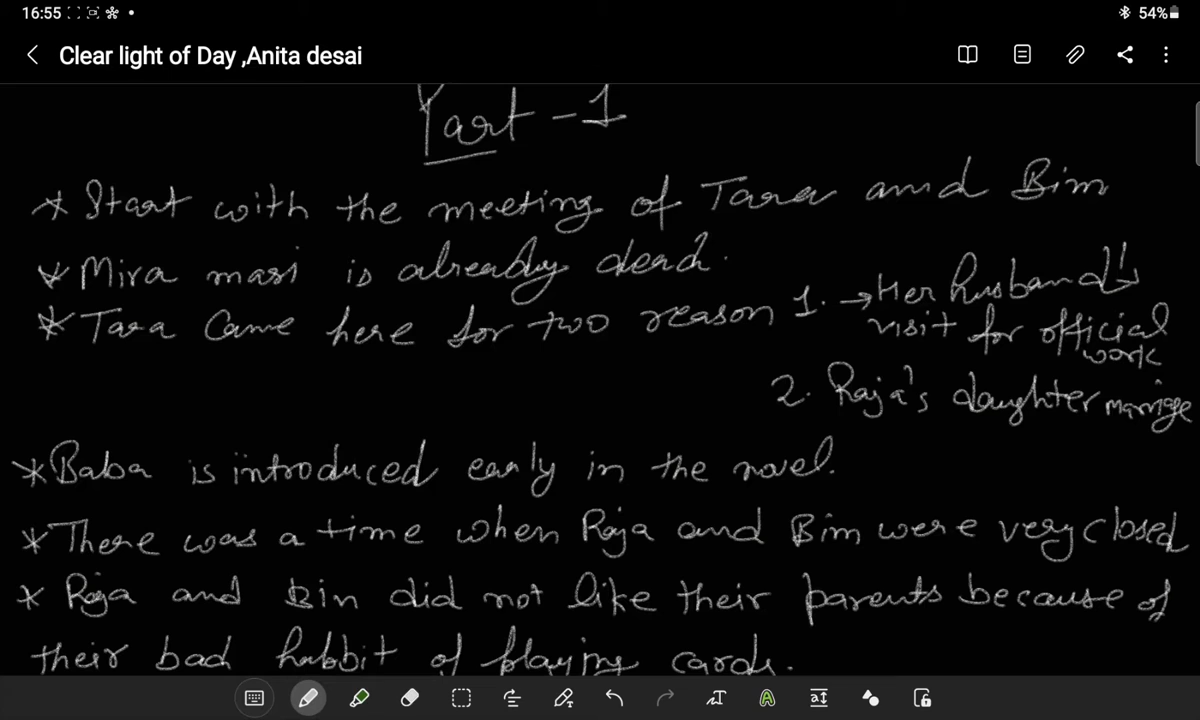 16:55
54%
Clear light of Day ,Anita desai
Part -1
* Start with the meeting of Tara and Bim
* Mira masi is already dead.
* Tara Came here for two reason 1. → Her husband's
visit for official
work
2. Raja's daughter marriage
* Baba is introduced early in the novel.
* There was a time when Raja and Bim were very closed
* Raja and Bin did not like their parents because of
their bad habbit of playing cards.